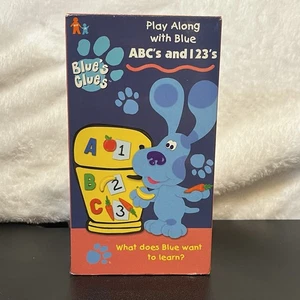 Play Along
with Blue
ABC's and 123's
Blue's
Clues
A 1
B 2
C 3
What does Blue want
to learn?